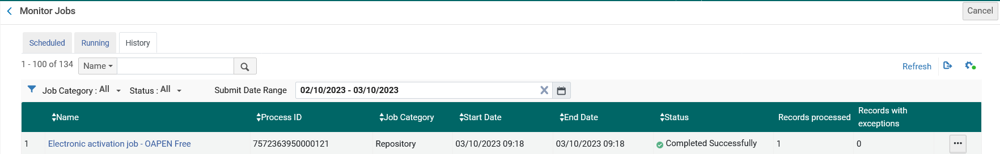 Monitor Jobs
Cancel
Scheduled Running History
1 - 100 of 134 Name
Refresh
Job Category : All Status : All Submit Date Range 02/10/2023 - 03/10/2023
Name Process ID Job Category Start Date End Date Status Records processed Records with exceptions
1 Electronic activation job - OAPEN Free 7572363950000121 Repository 03/10/2023 09:18 03/10/2023 09:18 Completed Successfully 1 0